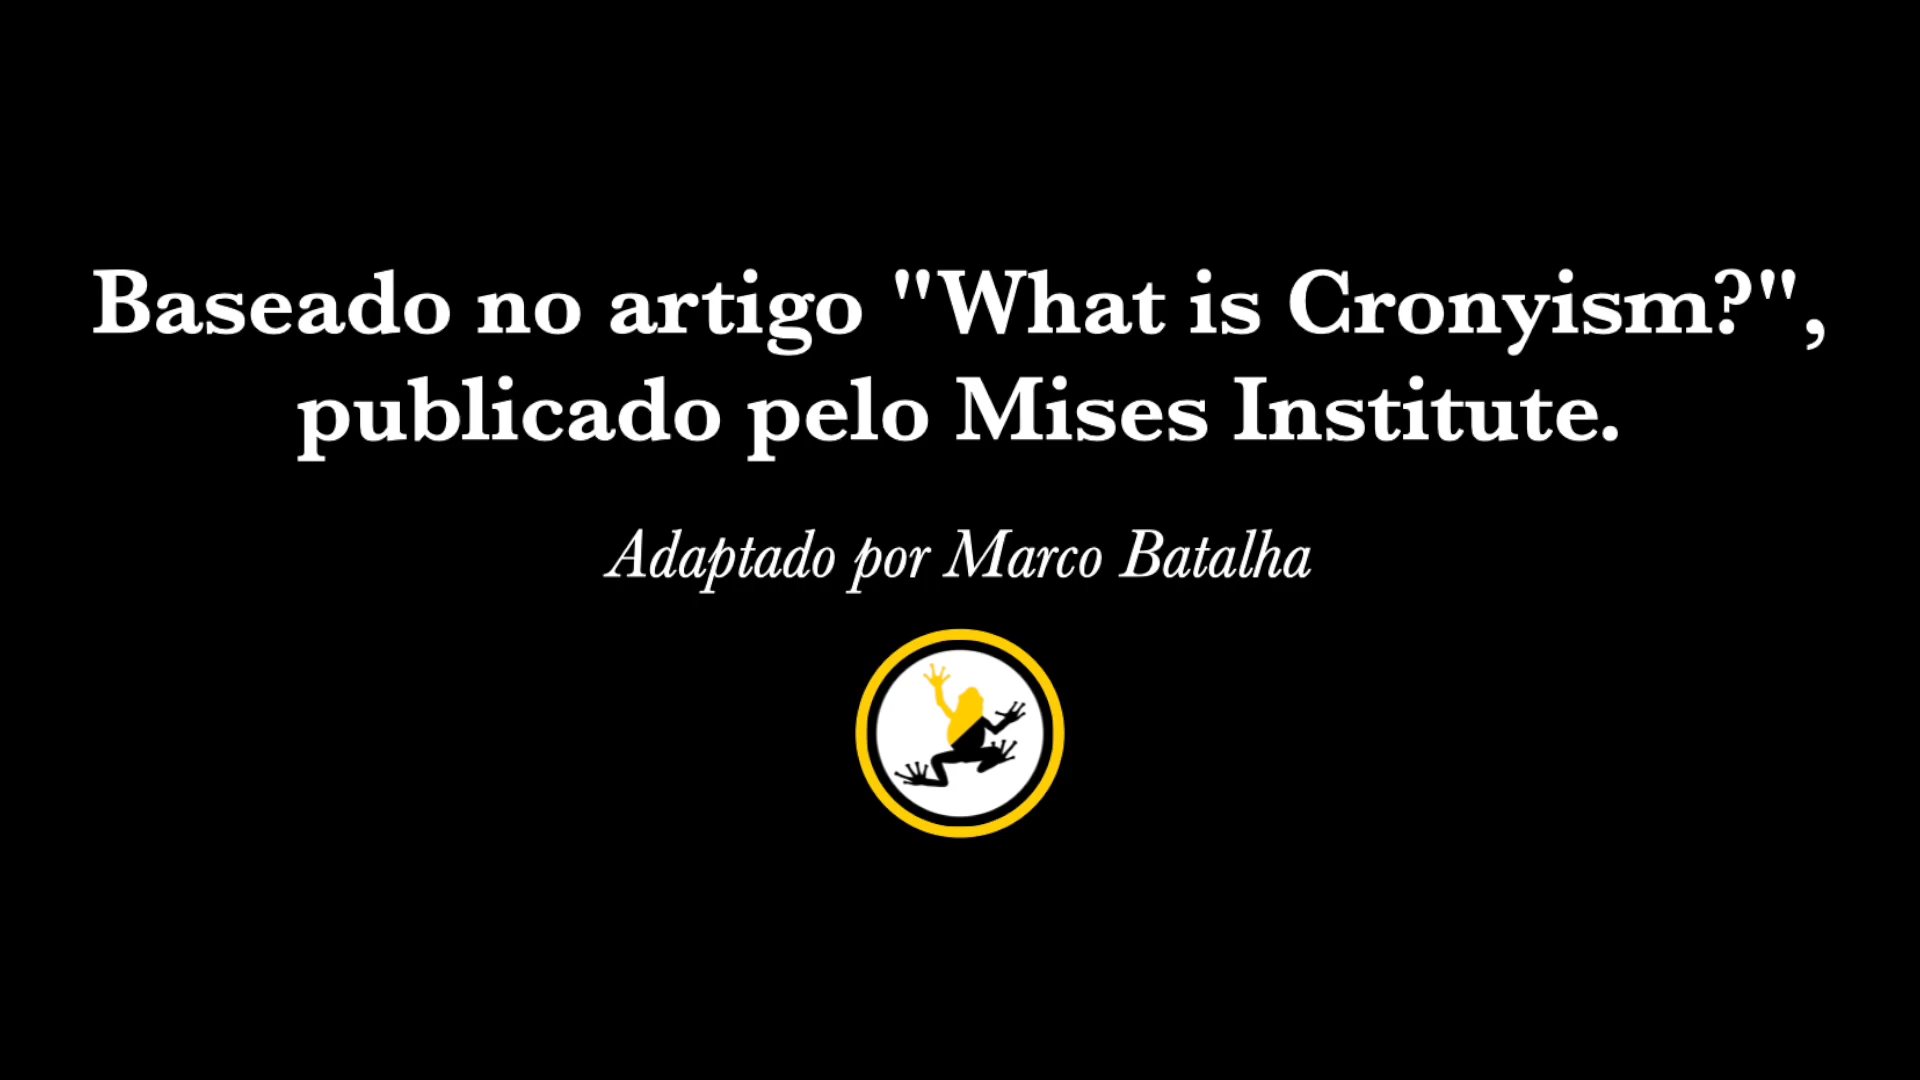 Baseado no artigo "What is Cronyism?",
publicado pelo Mises Institute.
Adaptado por Marco Batalha